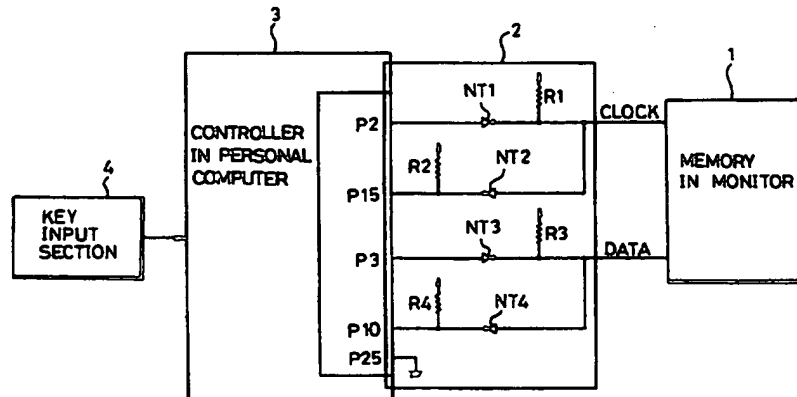 3
2
1
4
CONTROLLER
IN PERSONAL
COMPUTER
KEY
INPUT
SECTION
P2
P15
P3
P10
P25
NT1
R1
R2
NT2
NT3
R3
R4
NT4
CLOCK
DATA
MEMORY
IN MONITOR